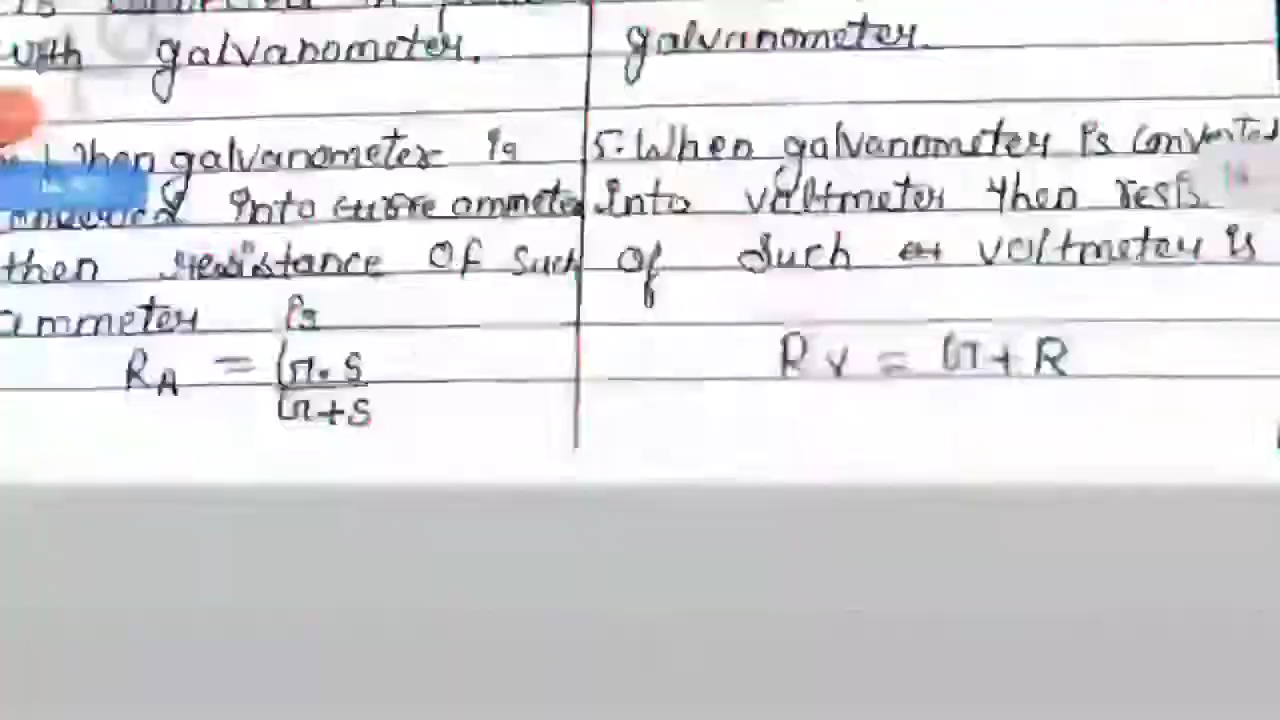 with galvanometer.
then galvanometer is
into ammeter
then resistance of such
ammeter is
RA = G.S
G+S
galvanometer.
5. When galvanometer is converted
into voltmeter then resis
of such voltmeter is
RV = G+R